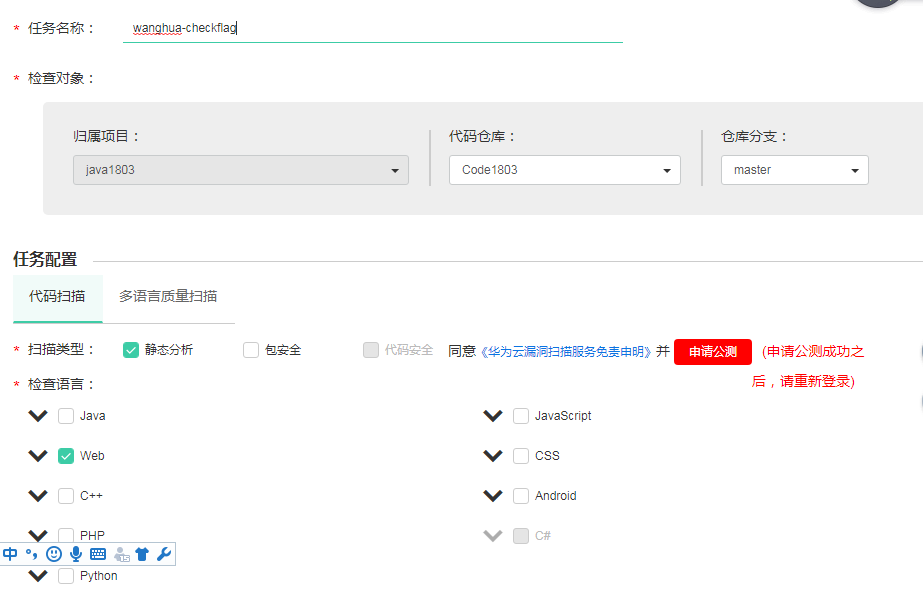 * 任务名称： wanghua-checkflag
* 检查对象：
归属项目： 代码仓库： 仓库分支：
java1803 Code1803 master
任务配置
代码扫描 多语言质量扫描
* 扫描类型： 静态分析 包安全 代码安全 同意《华为云漏洞扫描服务免责申明》并 申请公测 (申请公测成功之
后，请重新登录)
* 检查语言：
Java JavaScript
Web CSS
C++ Android
PHP C#
中
Python